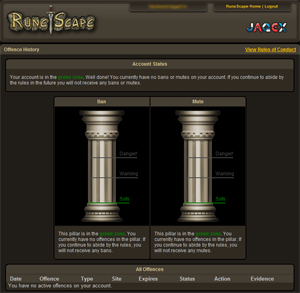 RuneScape Home | Logout
RuneScape
JAGEX
Offence History
View Rules of Conduct
Account Status
Your account is in the green zone. Well done! You currently have no bans or mutes on your account. If you continue to abide by
the rules in the future you will not receive any bans or mutes.
Ban
Mute
Danger!
Warning
Safe
Danger!
Warning
Safe
This pillar is in the green zone. You
currently have no offences in the pillar. If
you continue to abide by the rules, you
will not receive any bans.
This pillar is in the green zone. You
currently have no offences in the pillar. If
you continue to abide by the rules, you
will not receive any mutes.
All Offences
Date Offence Type Site Expires Status Action Evidence
You have no active offences on your account.